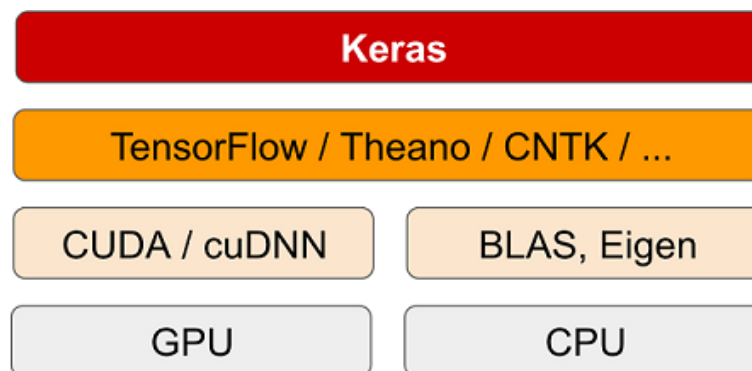 Keras
TensorFlow / Theano / CNTK / ...
CUDA / cuDNN
BLAS, Eigen
GPU
CPU